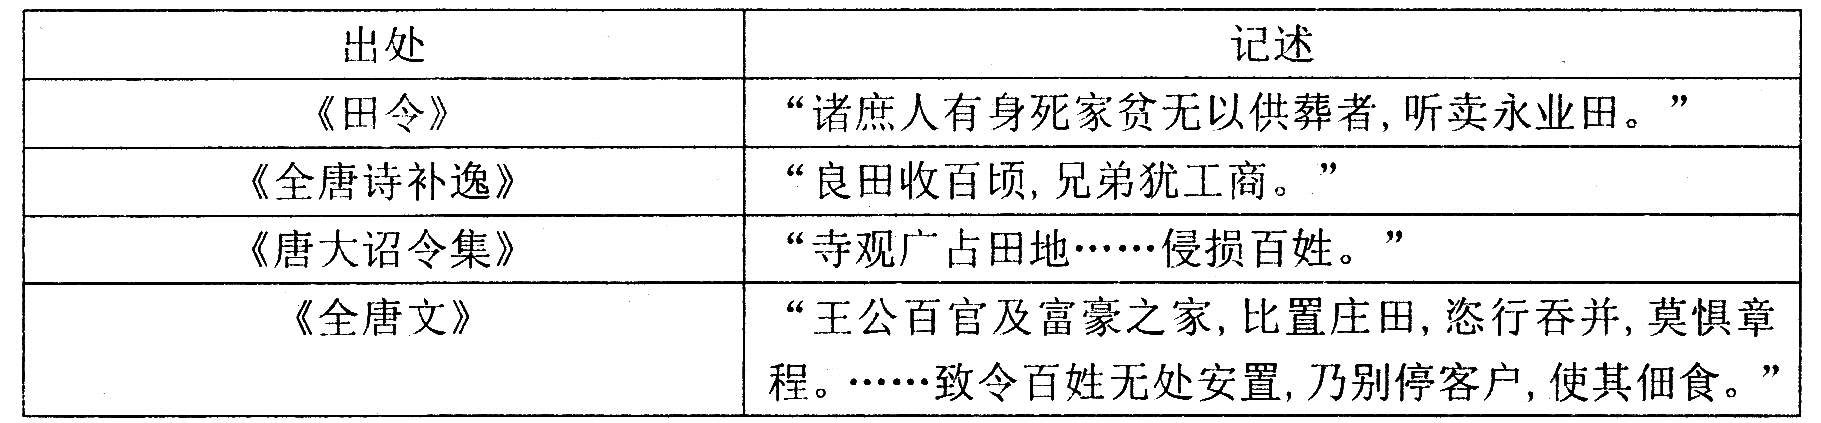 出处 记述
《田令》 “诸庶人有身死家贫无以供葬者,听卖永业田。”
《全唐诗补逸》 “良田收百顷,兄弟犹工商。”
《唐大诏令集》 “寺观广占田地……侵损百姓。”
《全唐文》 “王公百官及富豪之家,比置庄田,恣行吞并,莫惧章
程。……致令百姓无处安置,乃别停客户,使其佃食。”